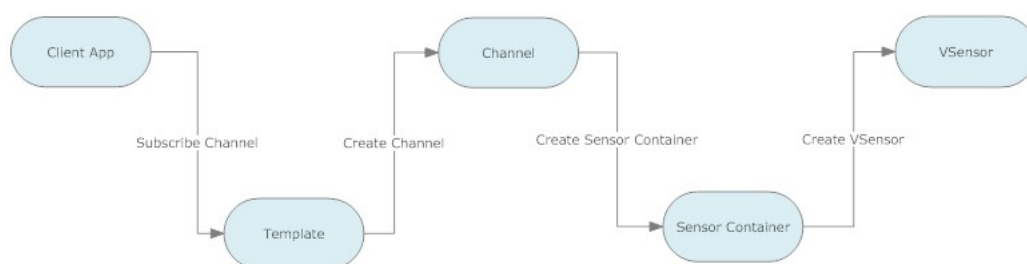 Client App
Channel
VSensor
Subscribe Channel
Create Channel
Create Sensor Container
Create VSensor
Template
Sensor Container